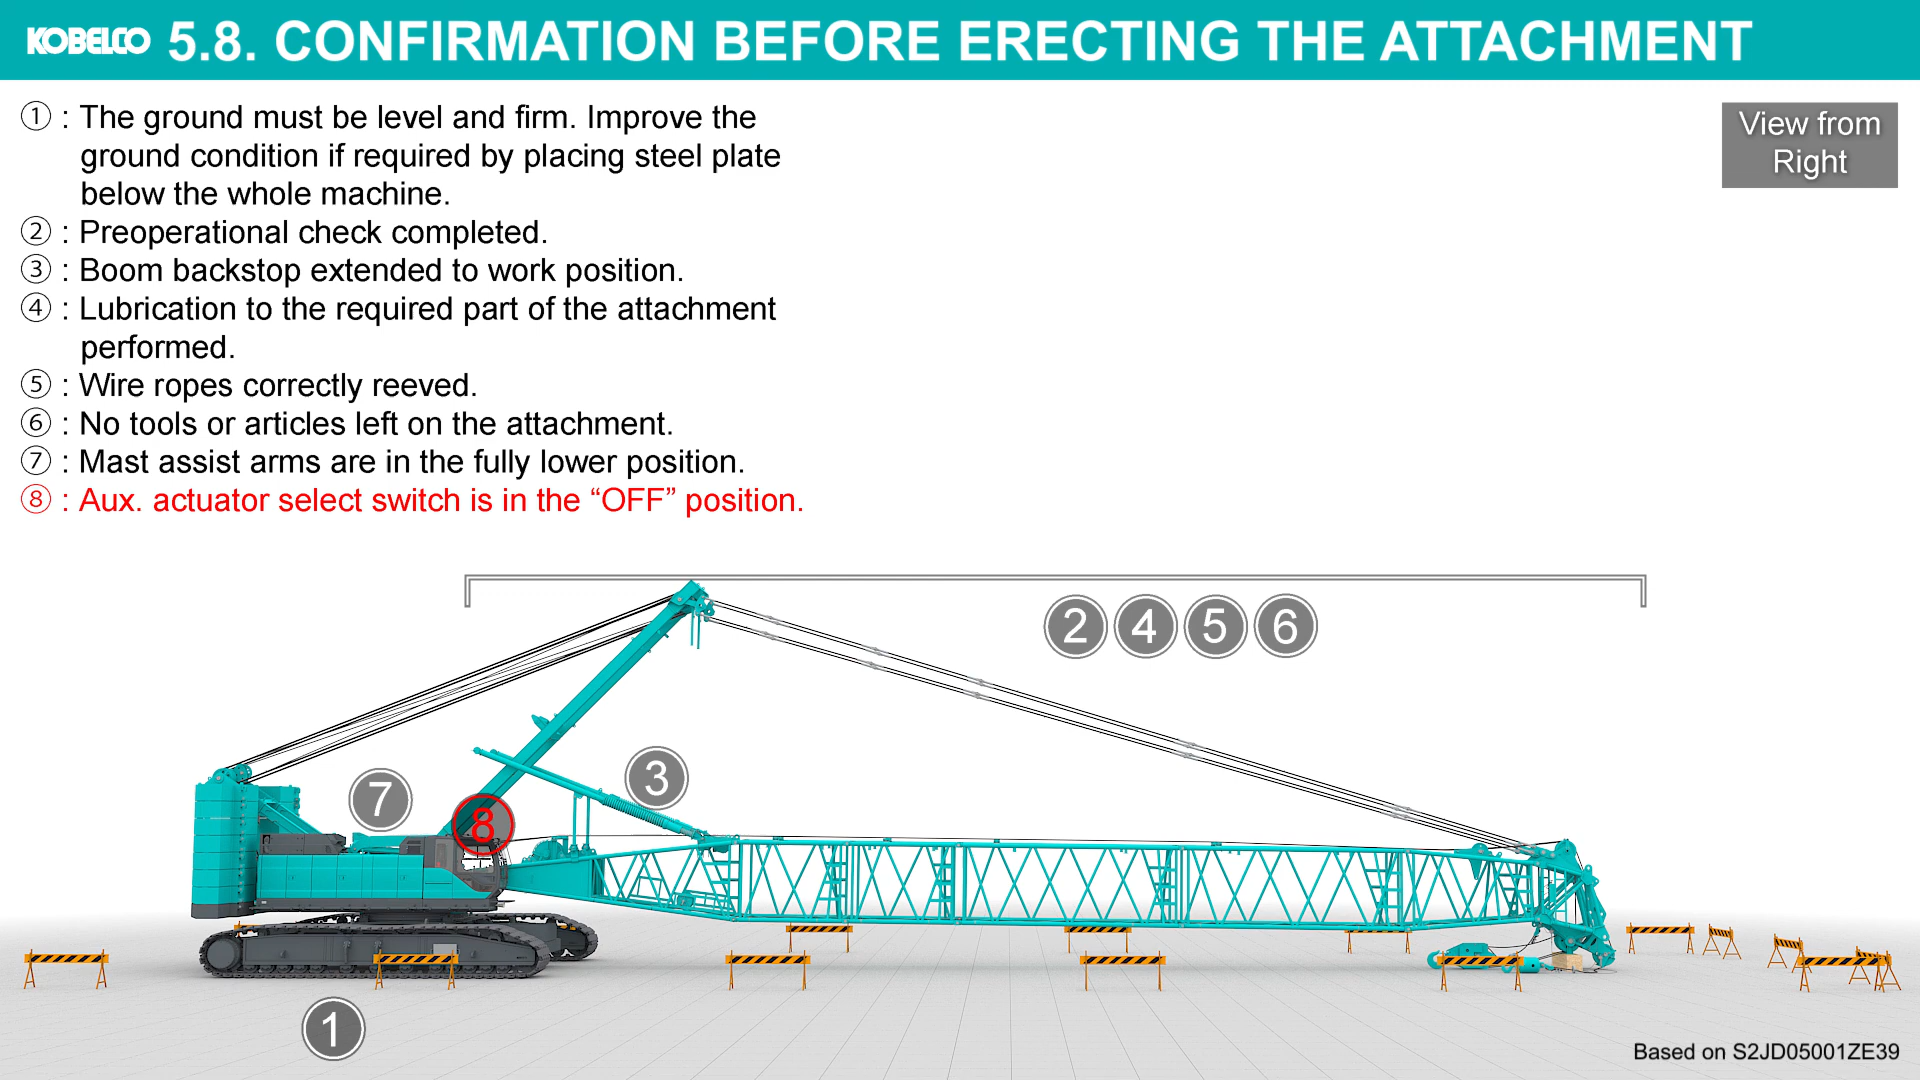 KOBELCO 5.8. CONFIRMATION BEFORE ERECTING THE ATTACHMENT
① : The ground must be level and firm. Improve the
ground condition if required by placing steel plate
below the whole machine.
② : Preoperational check completed.
③ : Boom backstop extended to work position.
④ : Lubrication to the required part of the attachment
performed.
⑤ : Wire ropes correctly reeved.
⑥ : No tools or articles left on the attachment.
⑦ : Mast assist arms are in the fully lower position.
⑧ : Aux. actuator select switch is in the “OFF” position.
View from
Right
2 4 5 6
3
7
8
1
Based on S2JD05001ZE39